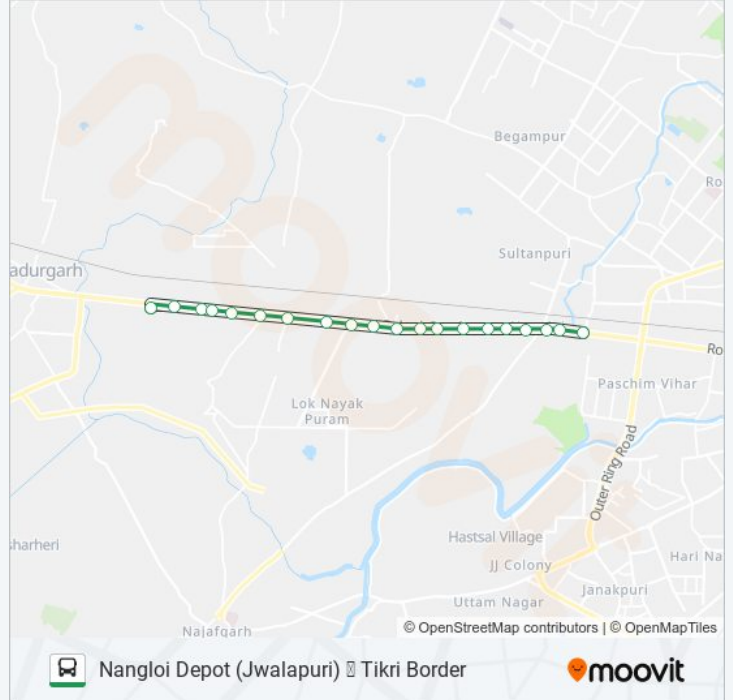 Begampur
Ro
Sultanpuri
adurgarh
Ro
Paschim Vihar
Lok Nayak
Puram
Outer Ring Road
Hastsal Village
sharheri
Hari Na
JJ Colony
Janakpuri
Uttam Nagar
Najafgarh
© OpenStreetMap contributors | © OpenMapTiles
Nangloi Depot (Jwalapuri) Tikri Border
moovit